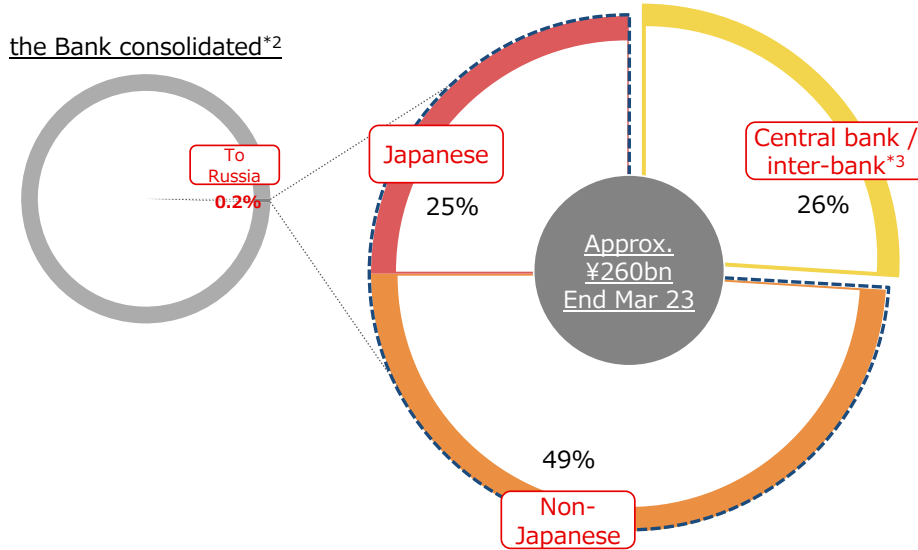 the Bank consolidated*2
To
Russia
0.2%
Japanese
25%
Central bank /
inter-bank*3
26%
Approx.
¥260bn
End Mar 23
49%
Non-
Japanese